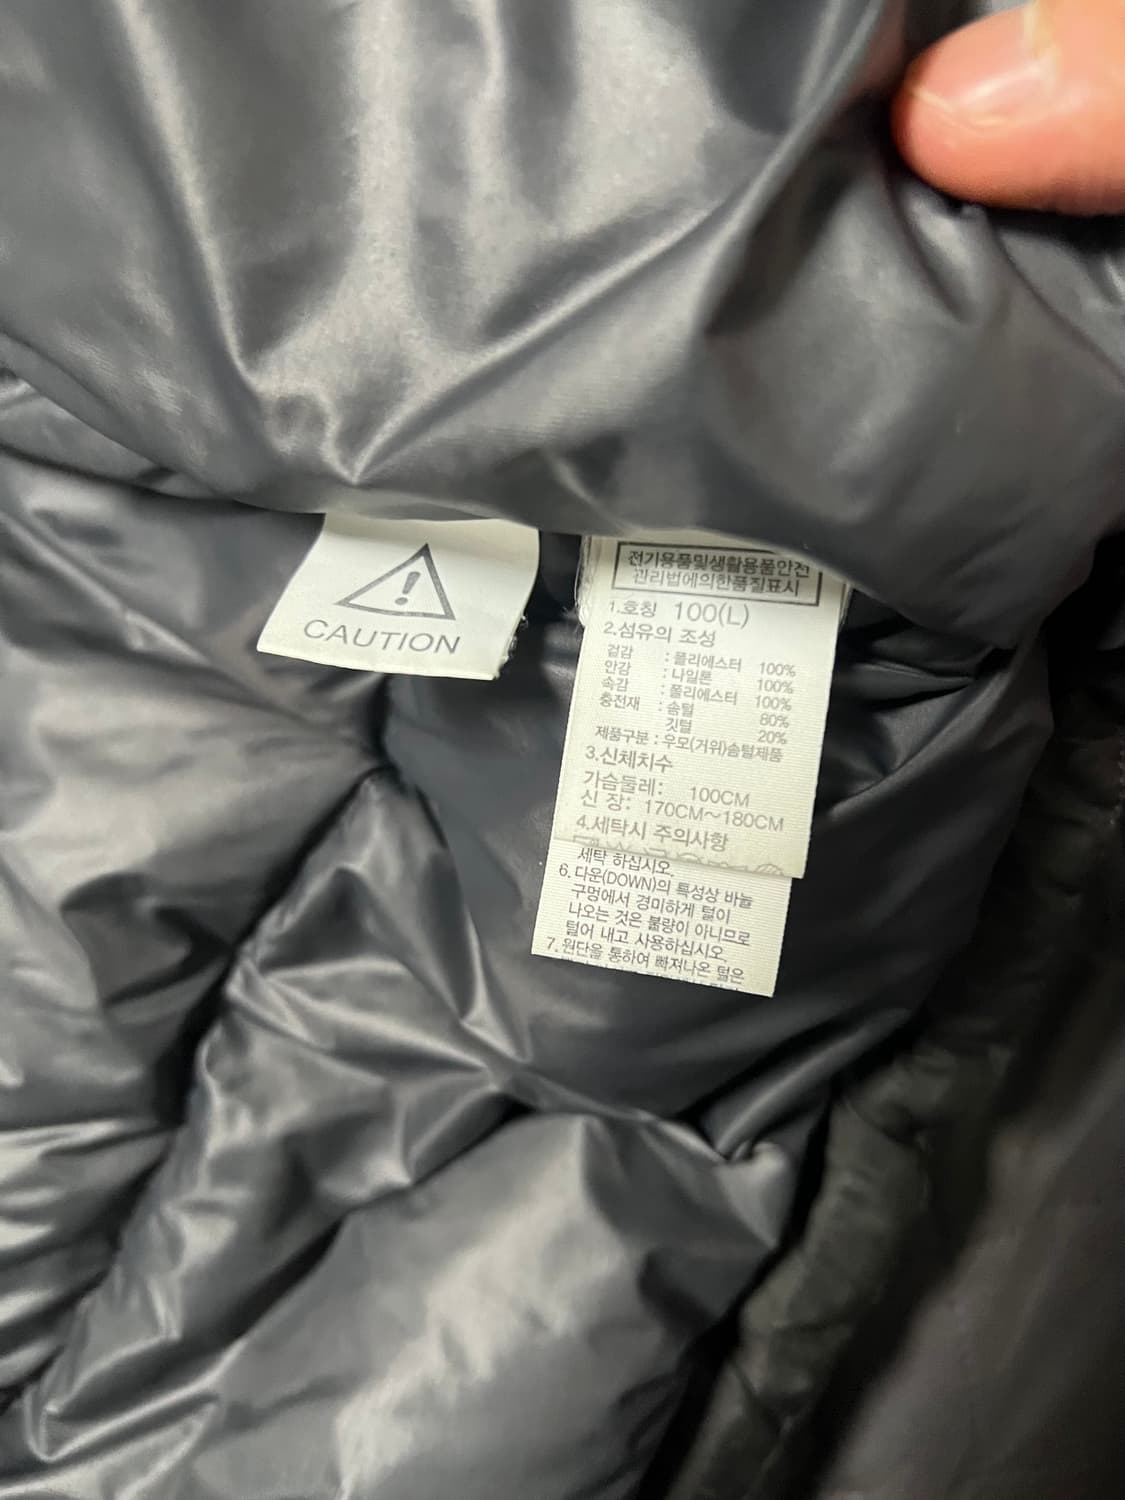 CAUTION
전기용품및생활용품안전
관리법에의한품질표시
1.호칭 100(L)
2.섬유의 조성
겉감 : 폴리에스터 100%
안감 : 나일론 100%
속감 : 폴리에스터 100%
충전재 : 솜털 80%
깃털 20%
제품구분 : 우모(거위)솜털제품
3.신체치수
가슴둘레: 100CM
신 장: 170CM~180CM
4.세탁시 주의사항
세탁 하십시오.
6.다운(DOWN)의 특성상 바늘
구멍에서 경미하게 털이
나오는 것은 불량이 아니므로
털어 내고 사용하십시오.
7.원단을 통하여 빠져나온 털은